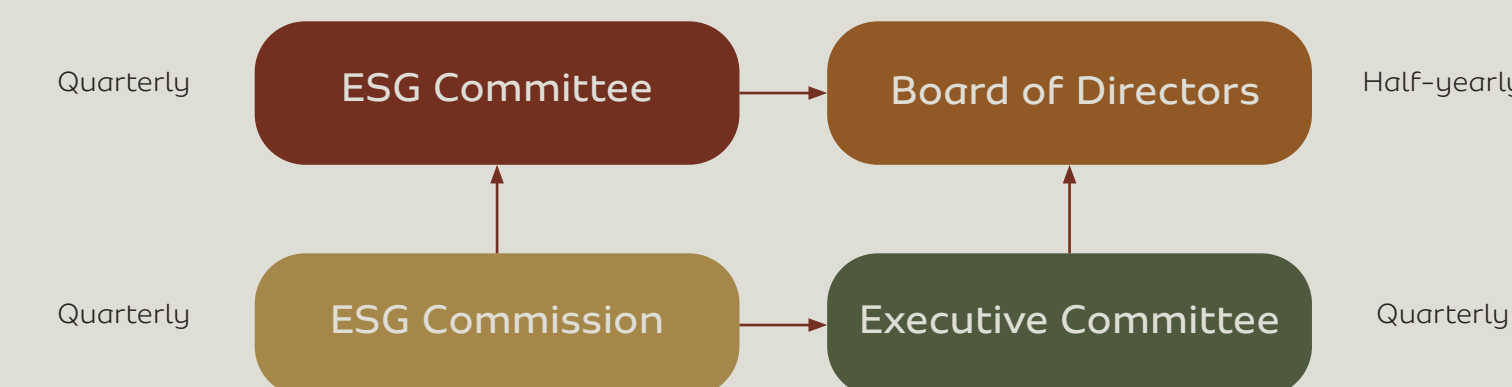 Quarterly
ESG Committee
Board of Directors
Half-yearly
Quarterly
ESG Commission
Executive Committee
Quarterly